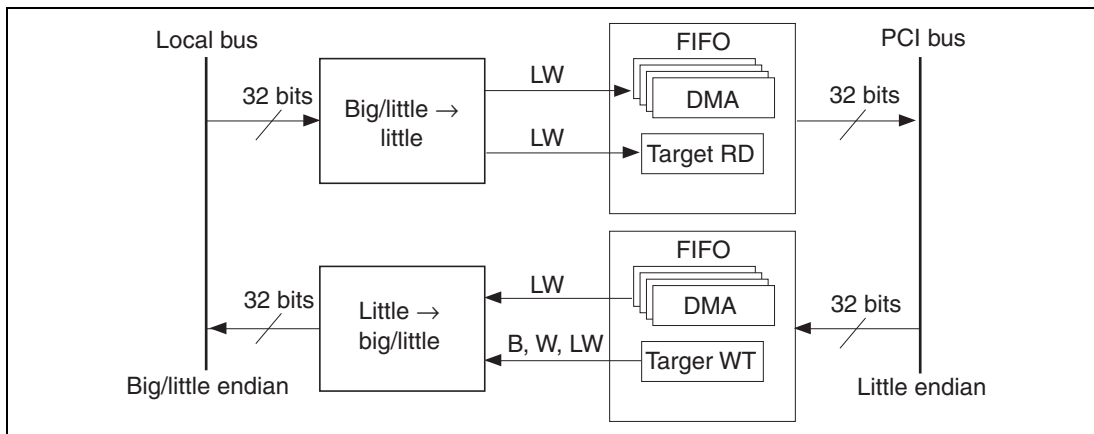 Local bus
FIFO
PCI bus
32 bits
Big/little →
little
LW
LW
DMA
Target RD
32 bits
FIFO
32 bits
Little →
big/little
LW
B, W, LW
DMA
Targer WT
32 bits
Big/little endian
Little endian